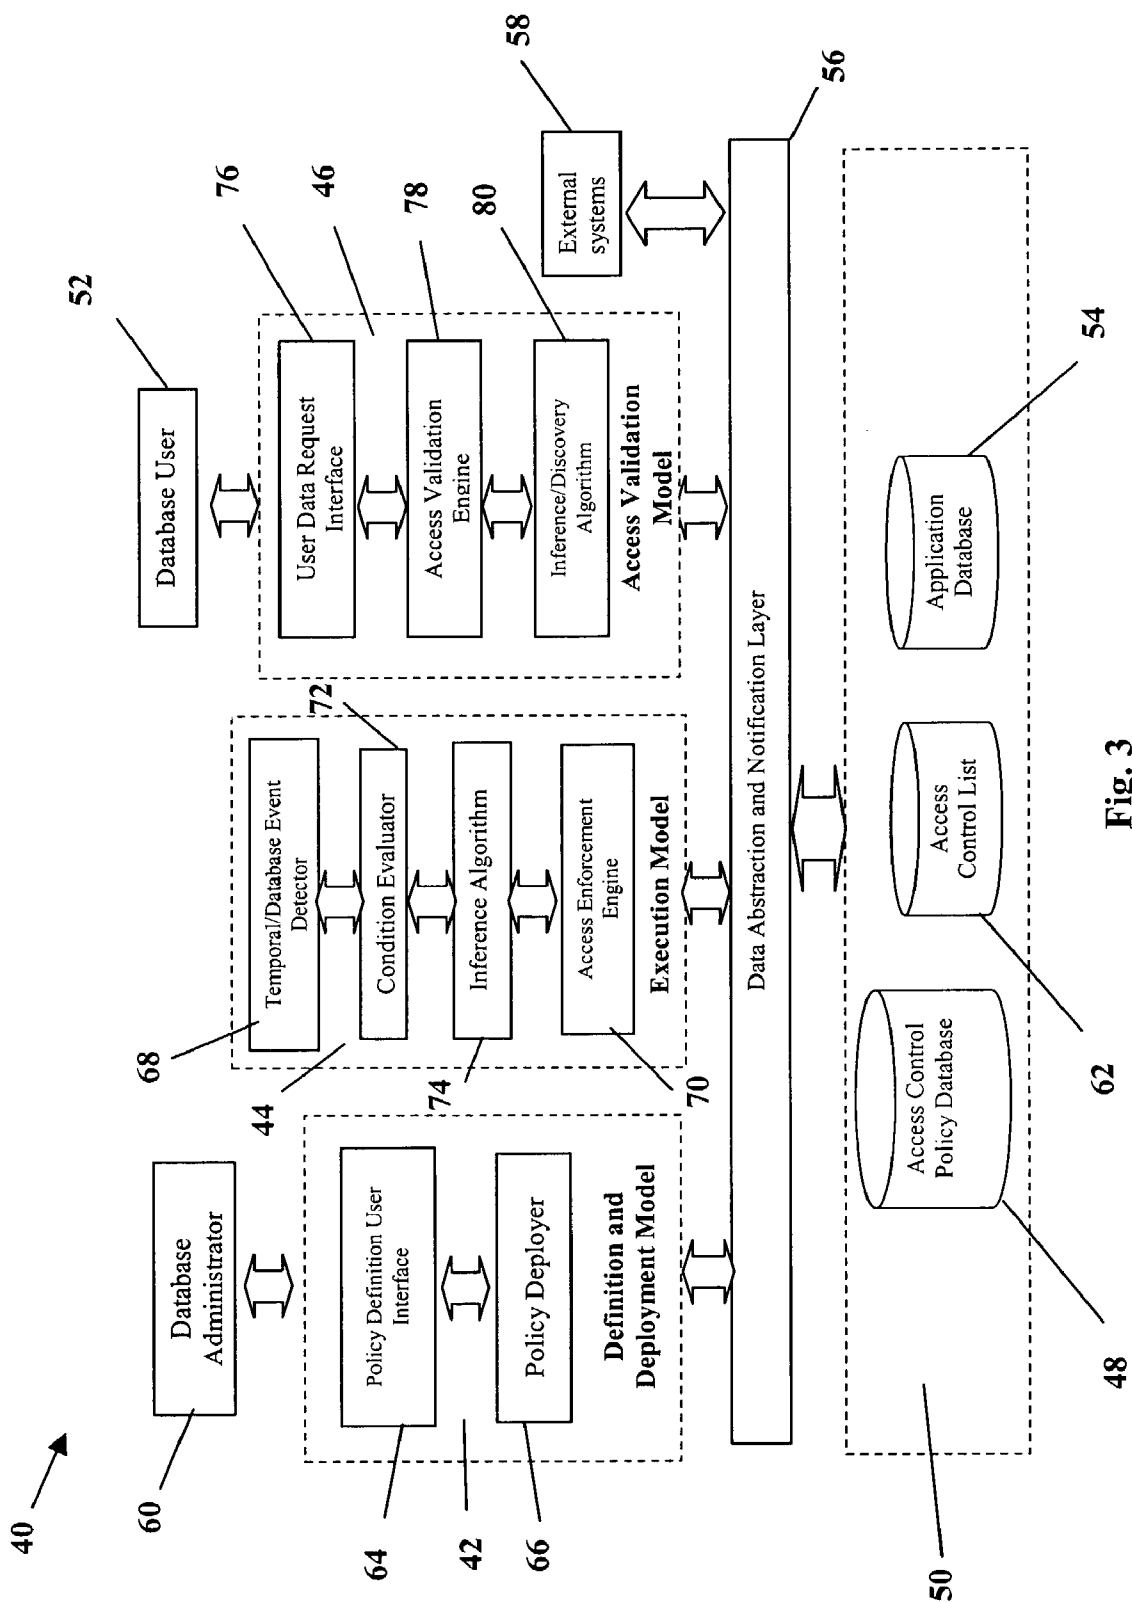 40
60
Database
Administrator
64
Policy Definition User
Interface
42
66
Policy Deployer
Definition and
Deployment Model
68
Temporal/Database Event
Detector
44
72
Condition Evaluator
74
Inference Algorithm
Access Enforcement
Engine
70
Execution Model
52
Database User
76
User Data Request
Interface
46
78
Access Validation
Engine
80
Inference/Discovery
Algorithm
Access Validation
Model
58
External
systems
56
Data Abstraction and Notification Layer
50
48
Access Control
Policy Database
62
Access
Control List
54
Application
Database
Fig. 3